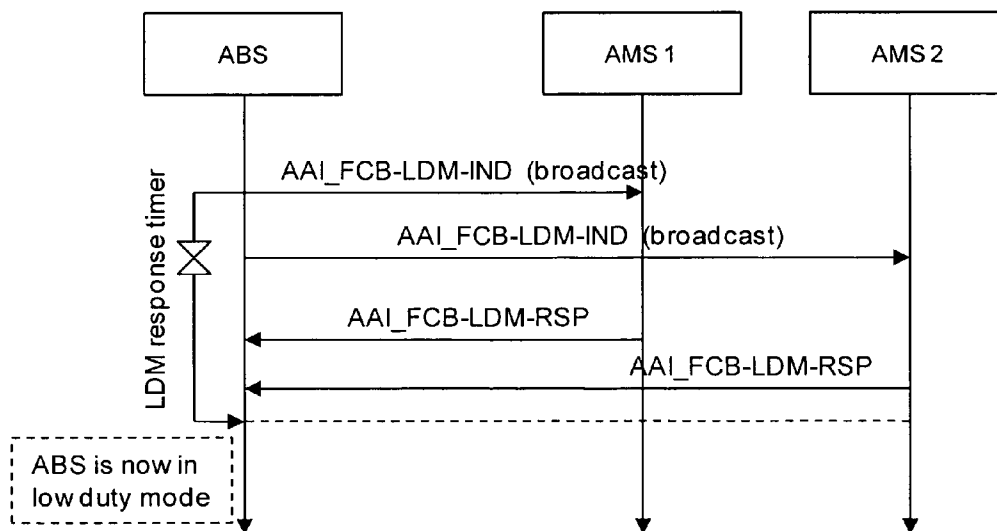 ABS
AMS 1
AMS 2
AAI_FCB-LDM-IND (broadcast)
AAI_FCB-LDM-IND (broadcast)
LDM response timer
AAI_FCB-LDM-RSP
AAI_FCB-LDM-RSP
ABS is now in
low duty mode